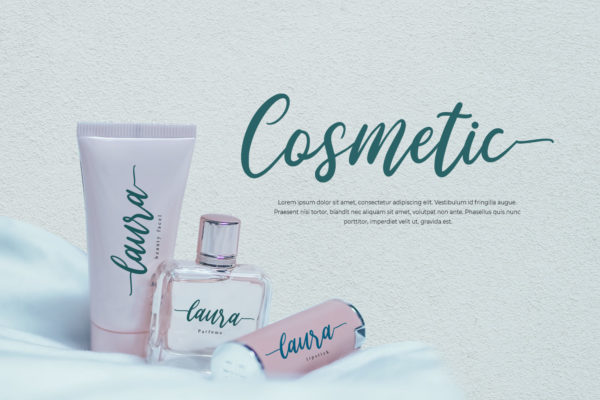 Cosmetic
Lorem ipsum dolor sit amet, consectetur adipiscing elit. Vestibulum id fringilla augue.
Praesent nisi tortor, blandit nec aliquam sit amet, volutpat non ante. Phasellus quis nunc
porttitor, imperdiet velit ut, gravida est.
laura
beauty facel
laura
Parfume
laura
lipstick